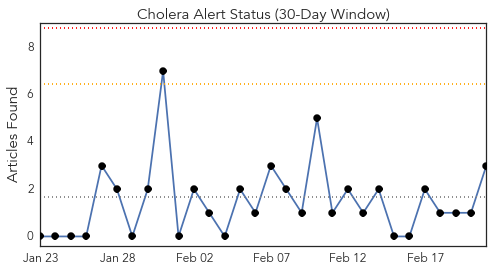 Cholera Alert Status (30-Day Window)
Articles Found
8
6
4
2
0
Jan 23 Jan 28 Feb 02 Feb 07 Feb 12 Feb 17